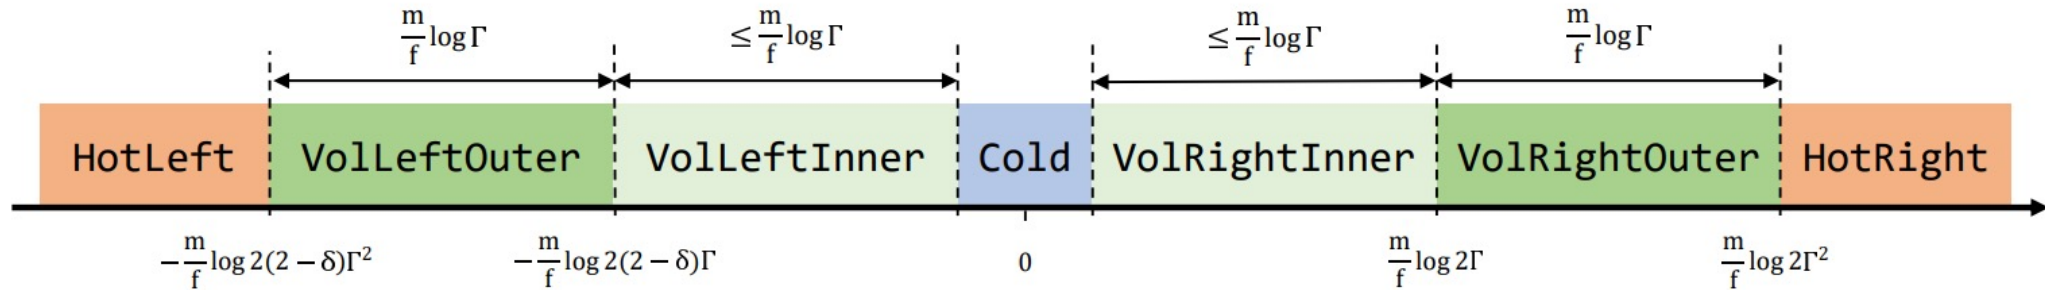 m/f log Γ ≤ m/f log Γ ≤ m/f log Γ m/f log Γ
HotLeft VolLeftOuter VolLeftInner Cold VolRightInner VolRightOuter HotRight
−m/f log 2(2 − δ)Γ² −m/f log 2(2 − δ)Γ 0 m/f log 2Γ m/f log 2Γ²